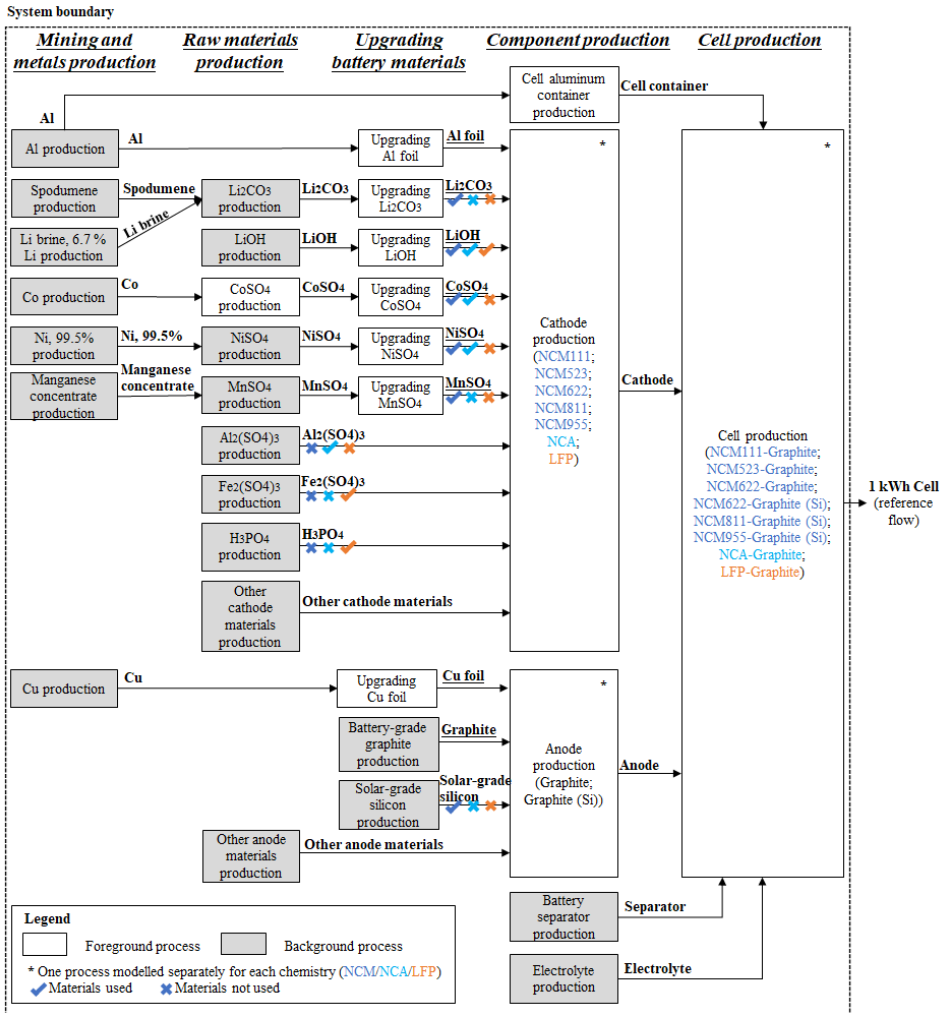 System boundary
Mining and
metals production
Raw materials
production
Upgrading
battery materials
Component production
Cell production
Cell aluminum
container
production
Cell container
Al
Al production
Al
Upgrading
Al foil
Al foil
*
*
Spodumene
production
Spodumene
Li2CO3
production
Li2CO3
Upgrading
Li2CO3
Li2CO3
Li brine, 6.7 %
Li production
Li brine
LiOH
production
LiOH
Upgrading
LiOH
LiOH
Co production
Co
CoSO4
production
CoSO4
Upgrading
CoSO4
CoSO4
Ni, 99.5%
production
Ni, 99.5%
NiSO4
production
NiSO4
Upgrading
NiSO4
NiSO4
Manganese
concentrate
production
Manganese
concentrate
MnSO4
production
MnSO4
Upgrading
MnSO4
MnSO4
Al2(SO4)3
production
Al2(SO4)3
Fe2(SO4)3
production
Fe2(SO4)3
H3PO4
production
H3PO4
Other
cathode
materials
production
Other cathode materials
Cathode
production
(NCM111;
NCM523;
NCM622;
NCM811;
NCM955;
NCA;
LFP)
Cathode
Cell production
(NCM111-Graphite;
NCM523-Graphite;
NCM622-Graphite;
NCM622-Graphite (Si);
NCM811-Graphite (Si);
NCM955-Graphite (Si);
NCA-Graphite;
LFP-Graphite)
1 kWh Cell
(reference
flow)
Cu production
Cu
Upgrading
Cu foil
Cu foil
*
Battery-grade
graphite
production
Graphite
Solar-grade
silicon
production
Solar-grade
silicon
Other anode
materials
production
Other anode materials
Anode
production
(Graphite;
Graphite (Si))
Anode
Battery
separator
production
Separator
Electrolyte
production
Electrolyte
Legend
Foreground process
Background process
* One process modelled separately for each chemistry (NCM/NCA/LFP)
Materials used
Materials not used